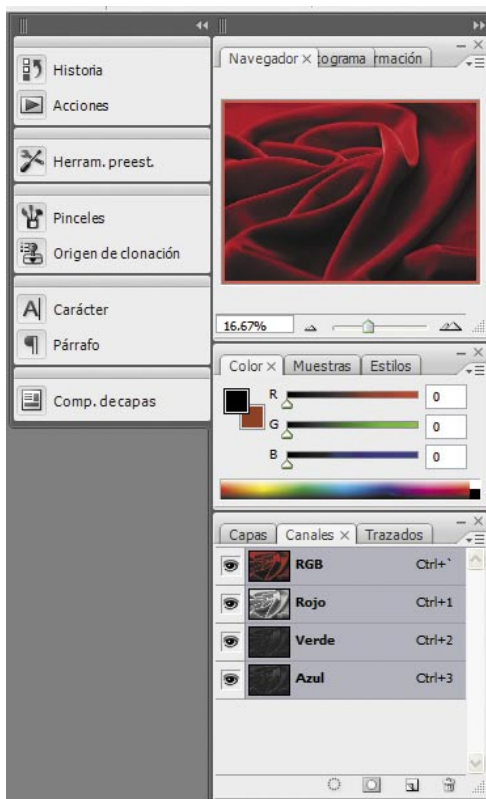 Historia
Acciones
Herram. preest.
Pinceles
Origen de clonación
Carácter
Párrafo
Comp. de capas
Navegador × tograma rmación
16.67%
Color × Muestras Estilos
R 0
G 0
B 0
Capas Canales × Trazados
RGB Ctrl+`
Rojo Ctrl+1
Verde Ctrl+2
Azul Ctrl+3